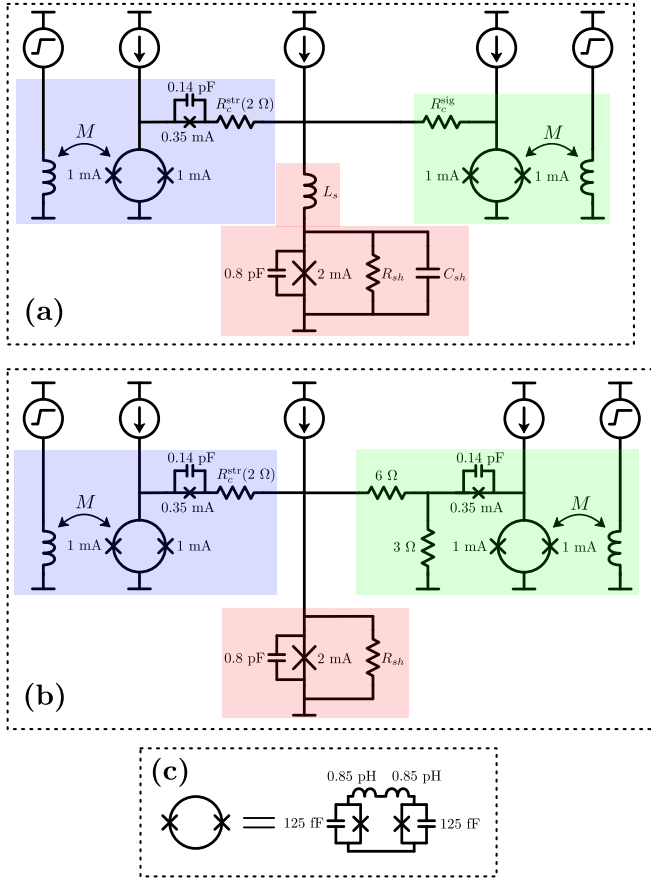 0.14 pF
R_c^str(2 Ω)
R_c^sig
0.35 mA
M
M
1 mA
1 mA
1 mA
1 mA
L_s
0.8 pF
2 mA
R_sh
C_sh
(a)
0.14 pF
R_c^str(2 Ω)
6 Ω
0.14 pF
0.35 mA
0.35 mA
M
M
1 mA
1 mA
3 Ω
1 mA
1 mA
0.8 pF
2 mA
R_sh
(b)
(c)
0.85 pH
0.85 pH
125 fF
125 fF